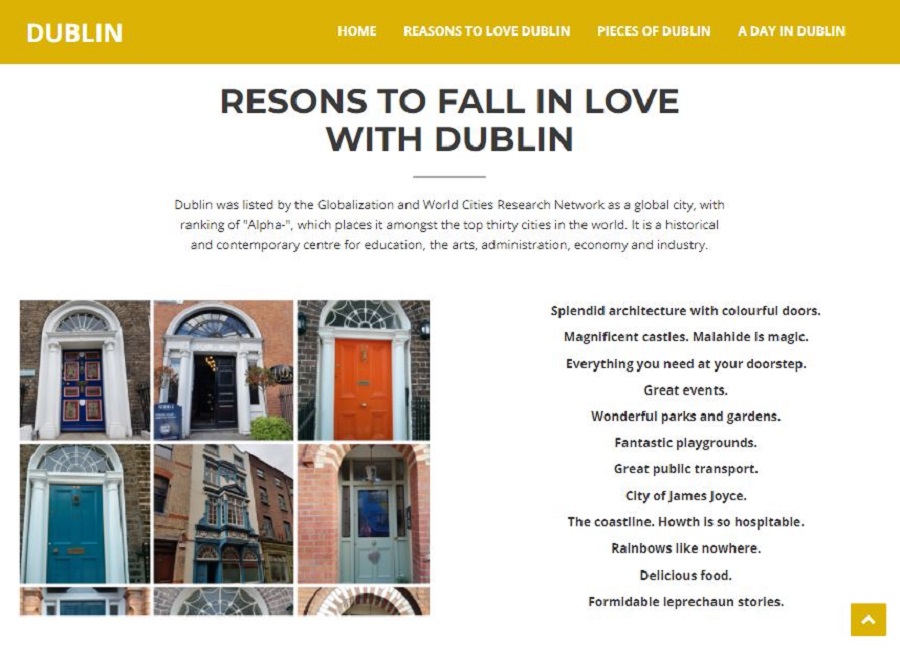 DUBLIN
HOME REASONS TO LOVE DUBLIN PIECES OF DUBLIN A DAY IN DUBLIN
RESONS TO FALL IN LOVE
WITH DUBLIN
Dublin was listed by the Globalization and World Cities Research Network as a global city, with
ranking of "Alpha-", which places it amongst the top thirty cities in the world. It is a historical
and contemporary centre for education, the arts, administration, economy and industry.
Splendid architecture with colourful doors.
Magnificent castles. Malahide is magic.
Everything you need at your doorstep.
Great events.
Wonderful parks and gardens.
Fantastic playgrounds.
Great public transport.
City of James Joyce.
The coastline. Howth is so hospitable.
Rainbows like nowhere.
Delicious food.
Formidable leprechaun stories.